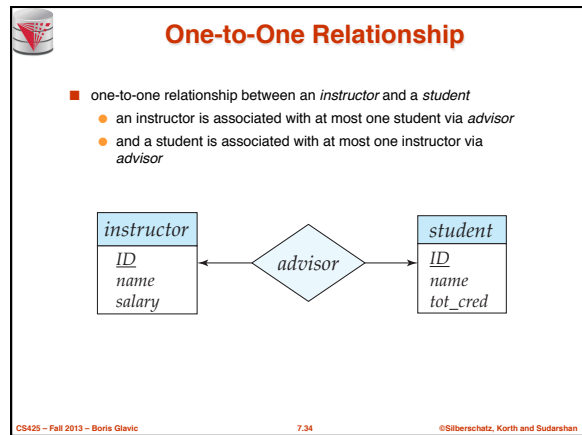 One-to-One Relationship
■ one-to-one relationship between an instructor and a student
● an instructor is associated with at most one student via advisor
● and a student is associated with at most one instructor via
advisor
instructor
ID
name
salary
advisor
student
ID
name
tot_cred
CS425 – Fall 2013 – Boris Glavic 7.34 ©Silberschatz, Korth and Sudarshan